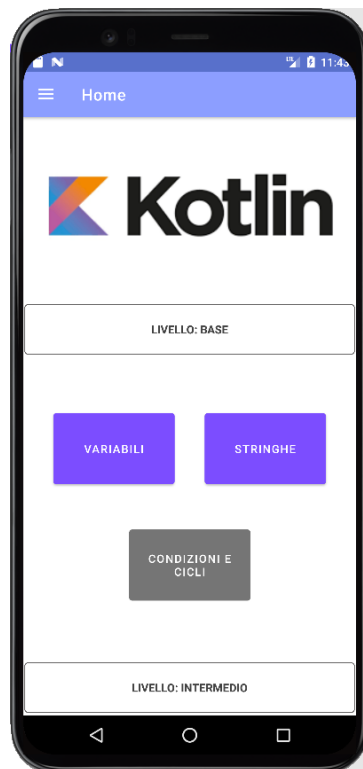 11:43
Home
Kotlin
LIVELLO: BASE
VARIABILI
STRINGHE
CONDIZIONI E
CICLI
LIVELLO: INTERMEDIO